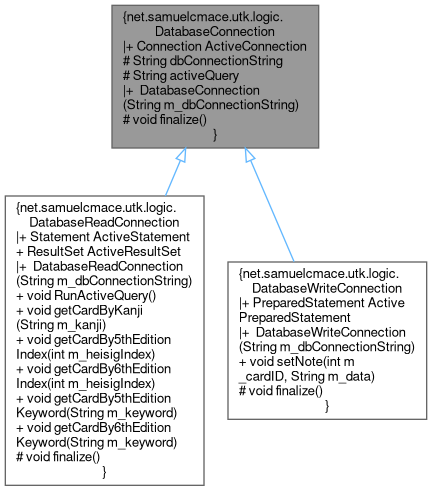 {net.samuelcmace.utk.logic.
DatabaseConnection
|+ Connection ActiveConnection
# String dbConnectionString
# String activeQuery
|+  DatabaseConnection
(String m_dbConnectionString)
# void finalize()
}
{net.samuelcmace.utk.logic.
DatabaseReadConnection
|+ Statement ActiveStatement
+ ResultSet ActiveResultSet
|+  DatabaseReadConnection
(String m_dbConnectionString)
+ void RunActiveQuery()
+ void getCardByKanji
(String m_kanji)
+ void getCardBy5thEdition
Index(int m_heisigIndex)
+ void getCardBy6thEdition
Index(int m_heisigIndex)
+ void getCardBy5thEdition
Keyword(String m_keyword)
+ void getCardBy6thEdition
Keyword(String m_keyword)
# void finalize()
}
{net.samuelcmace.utk.logic.
DatabaseWriteConnection
|+ PreparedStatement Active
PreparedStatement
|+  DatabaseWriteConnection
(String m_dbConnectionString)
+ void setNote(int m
_cardID, String m_data)
# void finalize()
}